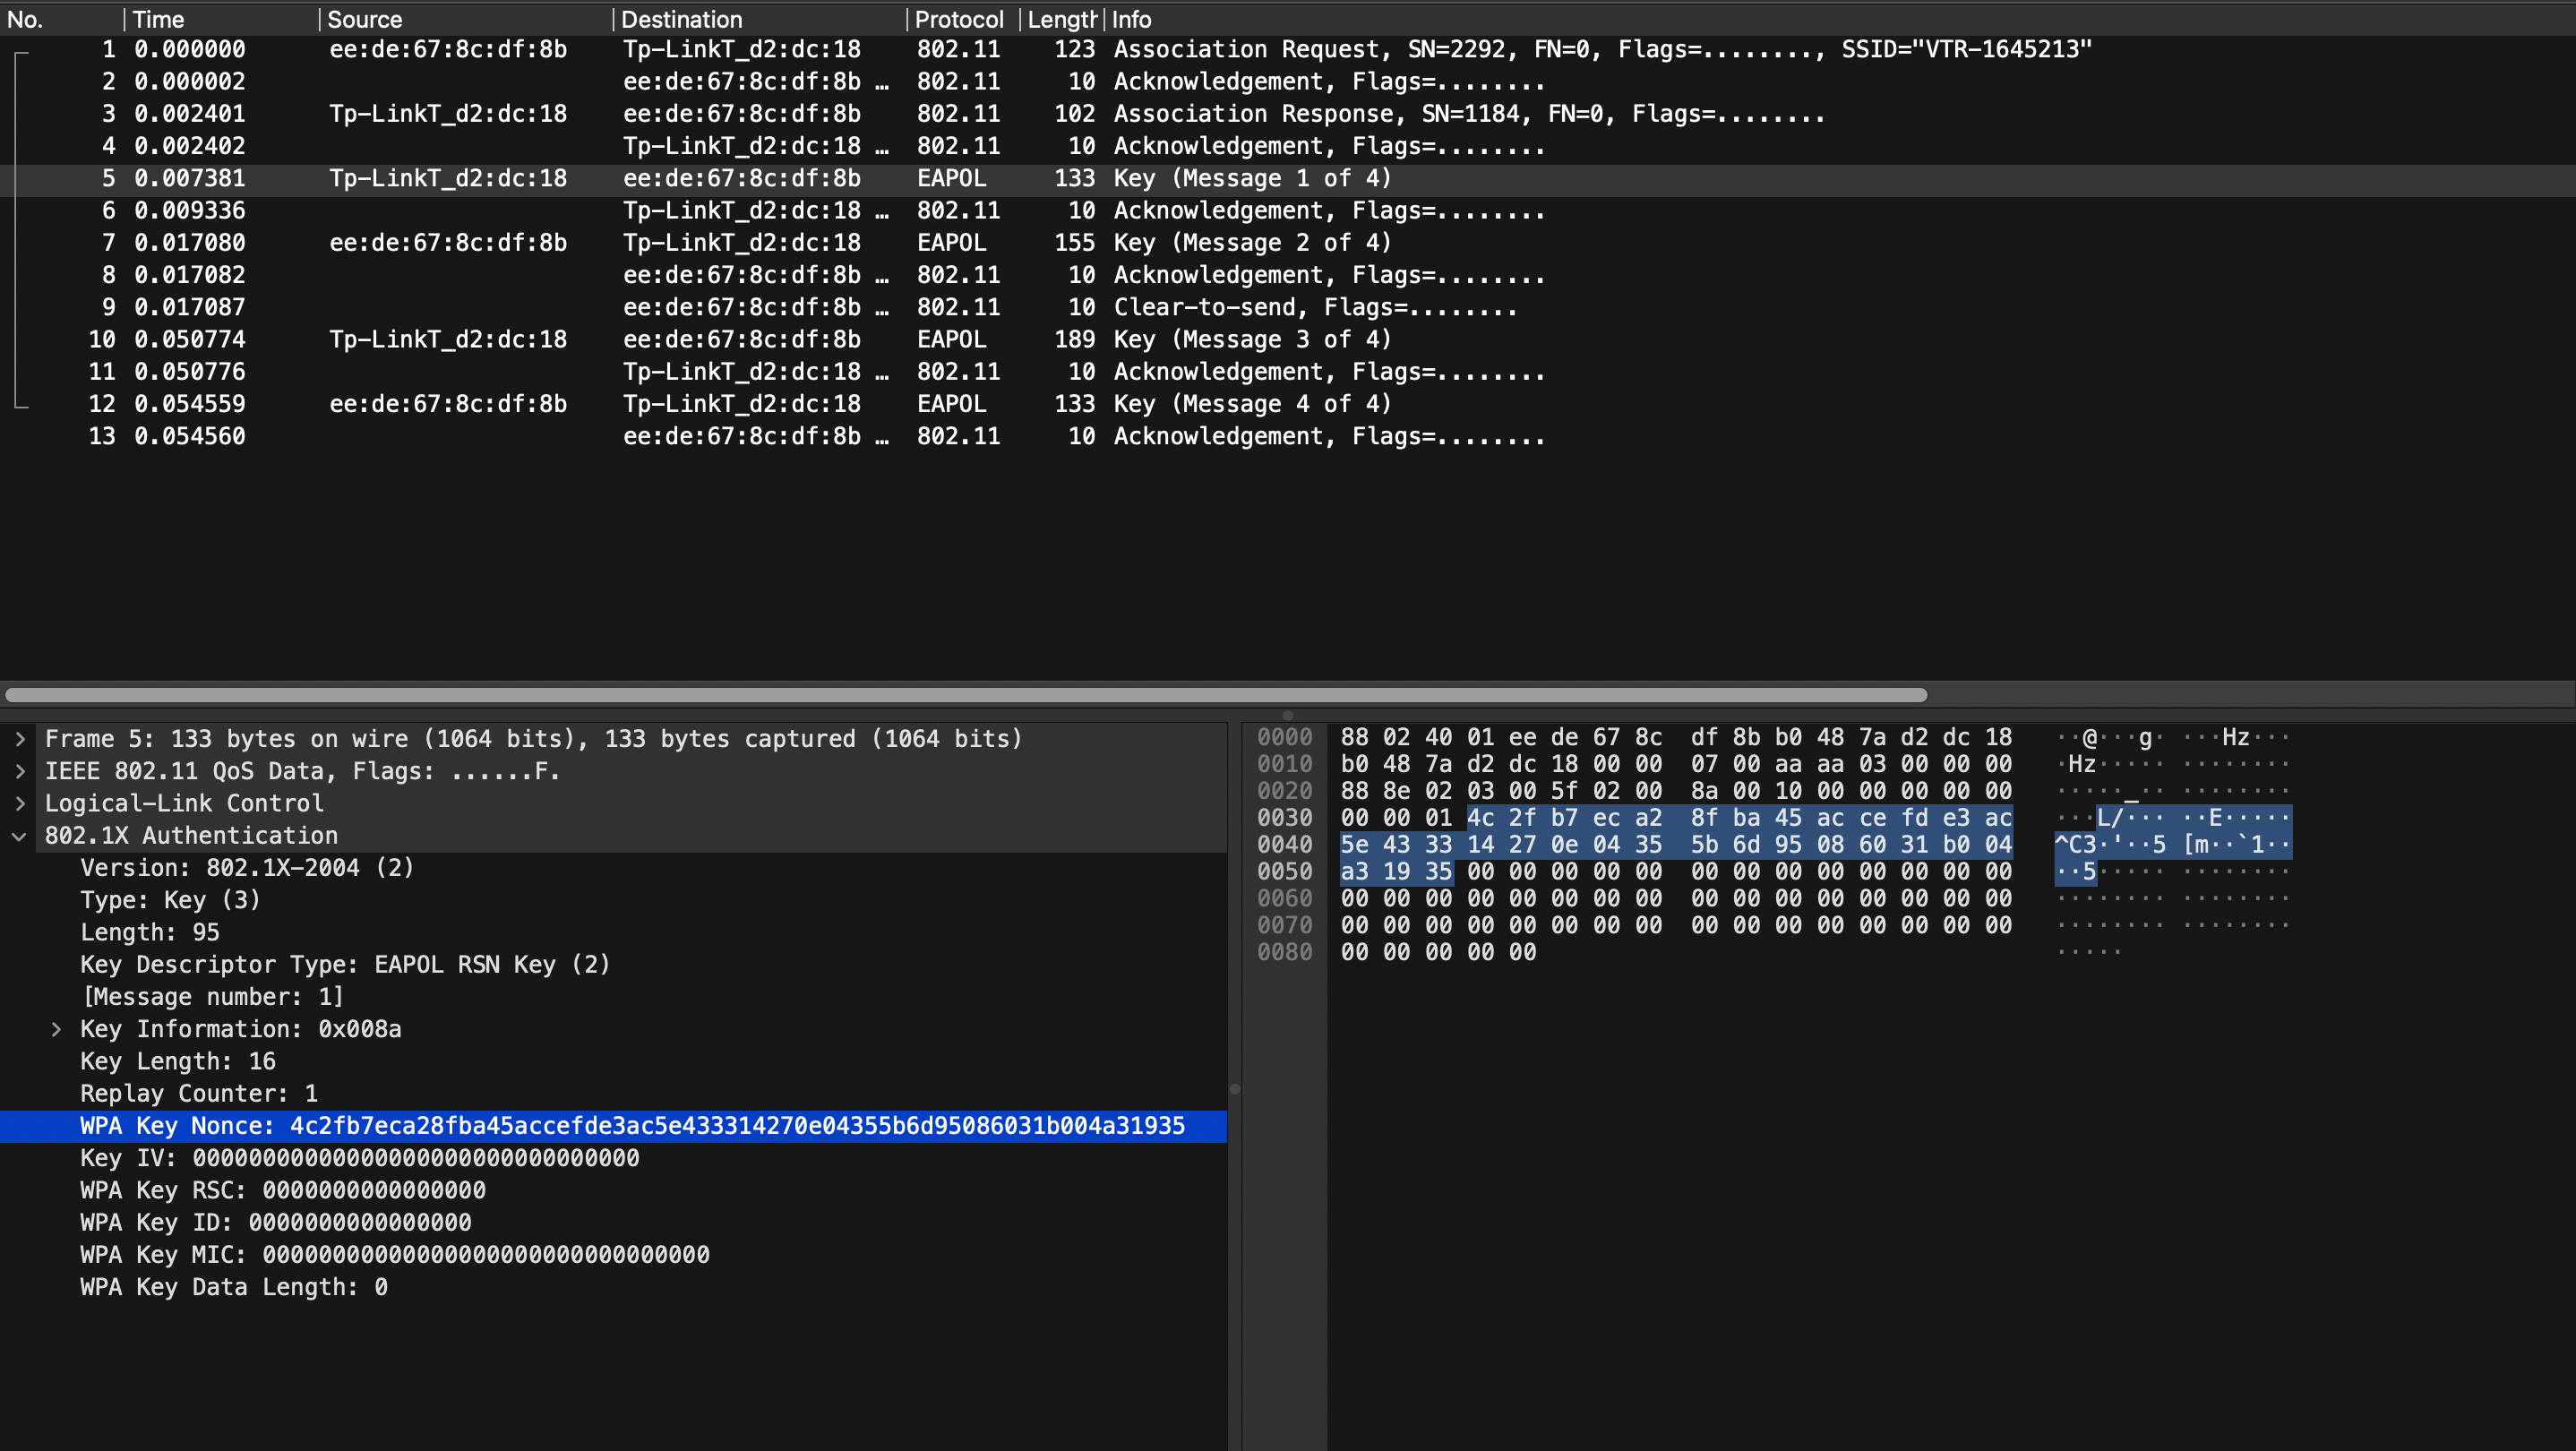 No. Time Source Destination Protocol Length Info
1 0.000000 ee:de:67:8c:df:8b Tp-LinkT_d2:dc:18 802.11 123 Association Request, SN=2292, FN=0, Flags=........, SSID="VTR-1645213"
2 0.000002 ee:de:67:8c:df:8b … 802.11 10 Acknowledgement, Flags=........
3 0.002401 Tp-LinkT_d2:dc:18 ee:de:67:8c:df:8b 802.11 102 Association Response, SN=1184, FN=0, Flags=........
4 0.002402 Tp-LinkT_d2:dc:18 … 802.11 10 Acknowledgement, Flags=........
5 0.007381 Tp-LinkT_d2:dc:18 ee:de:67:8c:df:8b EAPOL 133 Key (Message 1 of 4)
6 0.009336 Tp-LinkT_d2:dc:18 … 802.11 10 Acknowledgement, Flags=........
7 0.017080 ee:de:67:8c:df:8b Tp-LinkT_d2:dc:18 EAPOL 155 Key (Message 2 of 4)
8 0.017082 ee:de:67:8c:df:8b … 802.11 10 Acknowledgement, Flags=........
9 0.017087 ee:de:67:8c:df:8b … 802.11 10 Clear-to-send, Flags=........
10 0.050774 Tp-LinkT_d2:dc:18 ee:de:67:8c:df:8b EAPOL 189 Key (Message 3 of 4)
11 0.050776 Tp-LinkT_d2:dc:18 … 802.11 10 Acknowledgement, Flags=........
12 0.054559 ee:de:67:8c:df:8b Tp-LinkT_d2:dc:18 EAPOL 133 Key (Message 4 of 4)
13 0.054560 ee:de:67:8c:df:8b … 802.11 10 Acknowledgement, Flags=........
Frame 5: 133 bytes on wire (1064 bits), 133 bytes captured (1064 bits)
IEEE 802.11 QoS Data, Flags: ......F.
Logical-Link Control
802.1X Authentication
Version: 802.1X-2004 (2)
Type: Key (3)
Length: 95
Key Descriptor Type: EAPOL RSN Key (2)
[Message number: 1]
Key Information: 0x008a
Key Length: 16
Replay Counter: 1
WPA Key Nonce: 4c2fb7eca28fba45accefde3ac5e433314270e04355b6d95086031b004a31935
Key IV: 00000000000000000000000000000000
WPA Key RSC: 0000000000000000
WPA Key ID: 0000000000000000
WPA Key MIC: 00000000000000000000000000000000
WPA Key Data Length: 0
0000 88 02 40 01 ee de 67 8c df 8b b0 48 7a d2 dc 18 ··@···g· ···Hz···
0010 b0 48 7a d2 dc 18 00 00 07 00 aa aa 03 00 00 00 ·Hz····· ········
0020 88 8e 02 03 00 5f 02 00 8a 00 10 00 00 00 00 00 ·····_·· ········
0030 00 00 01 4c 2f b7 ec a2 8f ba 45 ac ce fd e3 ac ···L/··· ··E·····
0040 5e 43 33 14 27 0e 04 35 5b 6d 95 08 60 31 b0 04 ^C3·'··5 [m··`1··
0050 a3 19 35 00 00 00 00 00 00 00 00 00 00 00 00 00 ··5····· ········
0060 00 00 00 00 00 00 00 00 00 00 00 00 00 00 00 00 ········ ········
0070 00 00 00 00 00 00 00 00 00 00 00 00 00 00 00 00 ········ ········
0080 00 00 00 00 00 ·····